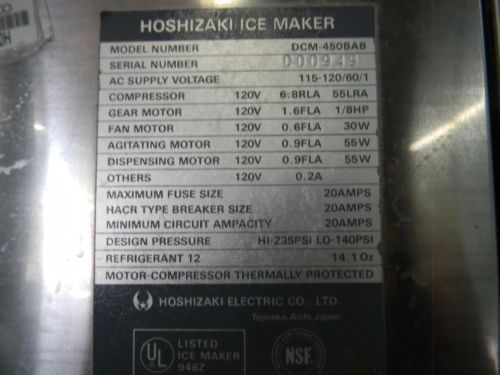 HOSHIZAKI ICE MAKER
MODEL NUMBER DCM-450BAB
SERIAL NUMBER 000949
AC SUPPLY VOLTAGE 115-120/60/1
COMPRESSOR 120V 6.8RLA 55LRA
GEAR MOTOR 120V 1.6FLA 1/8HP
FAN MOTOR 120V 0.6FLA 30W
AGITATING MOTOR 120V 0.9FLA 55W
DISPENSING MOTOR 120V 0.9FLA 55W
OTHERS 120V 0.2A
MAXIMUM FUSE SIZE 20AMPS
HACR TYPE BREAKER SIZE 20AMPS
MINIMUM CIRCUIT AMPACITY 20AMPS
DESIGN PRESSURE HI-235PSI LO-140PSI
REFRIGERANT 12 14.1Oz
MOTOR-COMPRESSOR THERMALLY PROTECTED
HOSHIZAKI ELECTRIC CO., LTD.
Toyoake, Aichi, Japan
UL LISTED
ICE MAKER
946Z
NSF